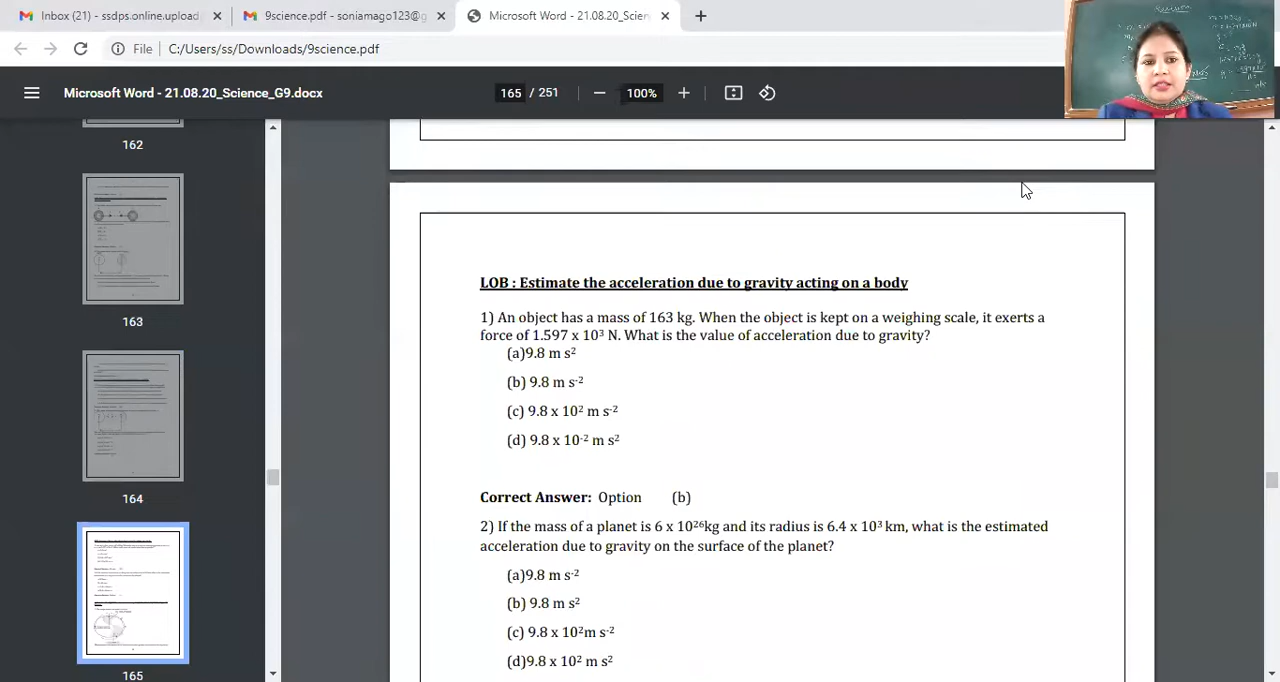 Inbox (21) - ssdps.online.upload
9science.pdf - soniamago123@g
Microsoft Word - 21.08.20_Scien
File C:/Users/ss/Downloads/9science.pdf
Microsoft Word - 21.08.20_Science_G9.docx
165 / 251
100%
Revision
162
163
164
165
LOB : Estimate the acceleration due to gravity acting on a body
1) An object has a mass of 163 kg. When the object is kept on a weighing scale, it exerts a
force of 1.597 x 10³ N. What is the value of acceleration due to gravity?
(a)9.8 m s²
(b) 9.8 m s⁻²
(c) 9.8 x 10² m s⁻²
(d) 9.8 x 10⁻² m s²
Correct Answer: Option (b)
2) If the mass of a planet is 6 x 10²⁶kg and its radius is 6.4 x 10³ km, what is the estimated
acceleration due to gravity on the surface of the planet?
(a)9.8 m s⁻²
(b) 9.8 m s²
(c) 9.8 x 10²m s⁻²
(d)9.8 x 10² m s²